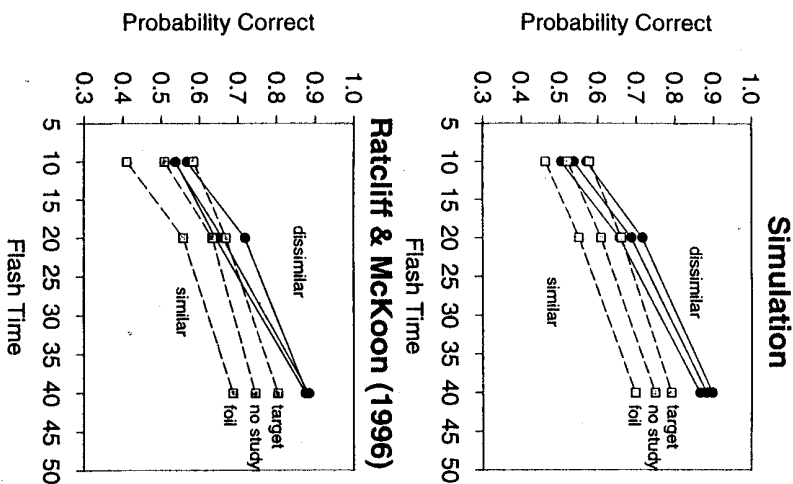 Simulation
Probability Correct
1.0
0.9
0.8
0.7
0.6
0.5
0.4
0.3
dissimilar
similar
target
no study
foil
5 10 15 20 25 30 35 40 45 50
Flash Time
Ratcliff & McKoon (1996)
Probability Correct
1.0
0.9
0.8
0.7
0.6
0.5
0.4
0.3
dissimilar
similar
target
no study
foil
5 10 15 20 25 30 35 40 45 50
Flash Time